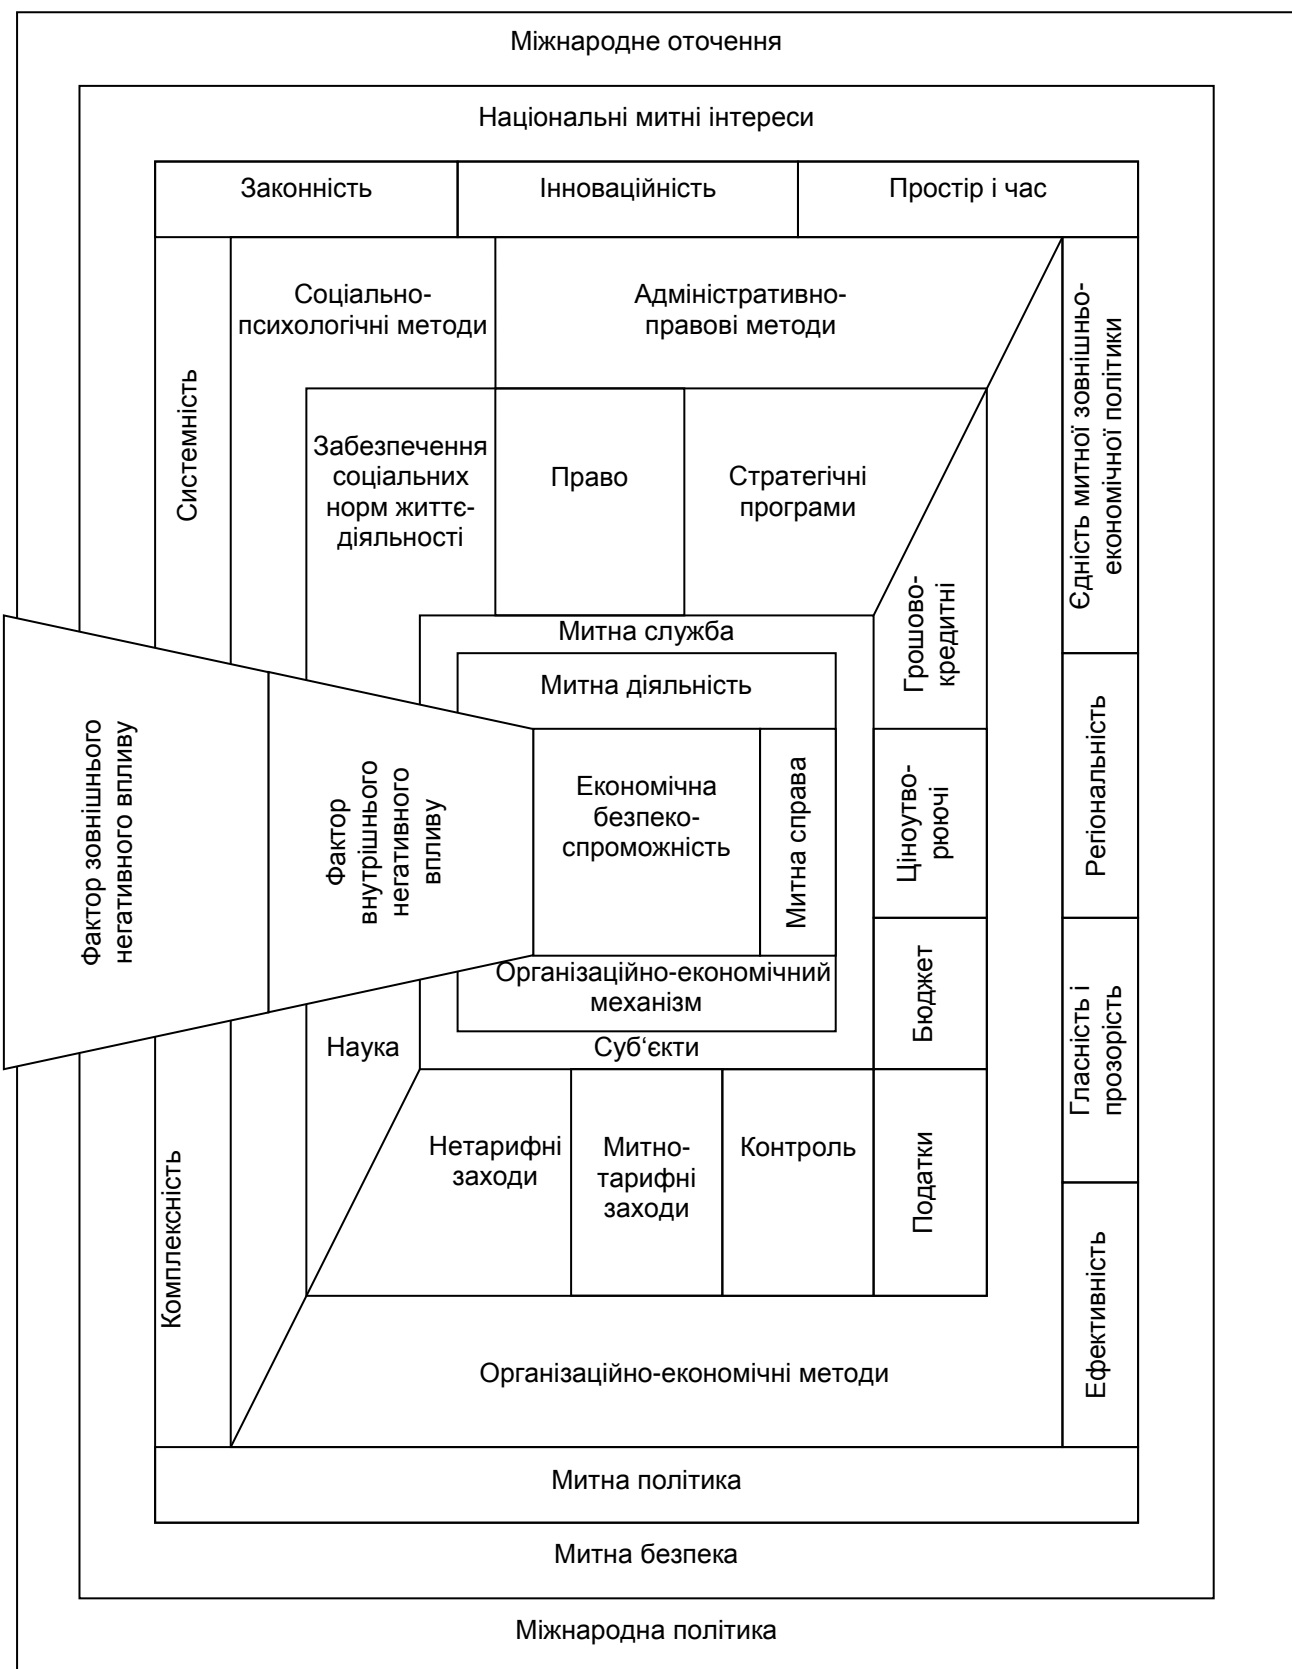 Міжнародне оточення
Національні митні інтереси
Законність
Інноваційність
Простір і час
Соціально-
психологічні методи
Адміністративно-
правові методи
Системність
Єдність митної зовнішньо-
економічної політики
Забезпечення
соціальних
норм життє-
діяльності
Право
Стратегічні
програми
Грошово-
кредитні
Митна служба
Митна діяльність
Фактор зовнішнього
негативного впливу
Фактор
внутрішнього
негативного
впливу
Економічна
безпеко-
спроможність
Митна справа
Ціноутво-
рюючі
Регіональність
Організаційно-економічний
механізм
Бюджет
Гласність і
прозорість
Наука
Суб‘єкти
Комплексність
Нетарифні
заходи
Митно-
тарифні
заходи
Контроль
Податки
Ефективність
Організаційно-економічні методи
Митна політика
Митна безпека
Міжнародна політика